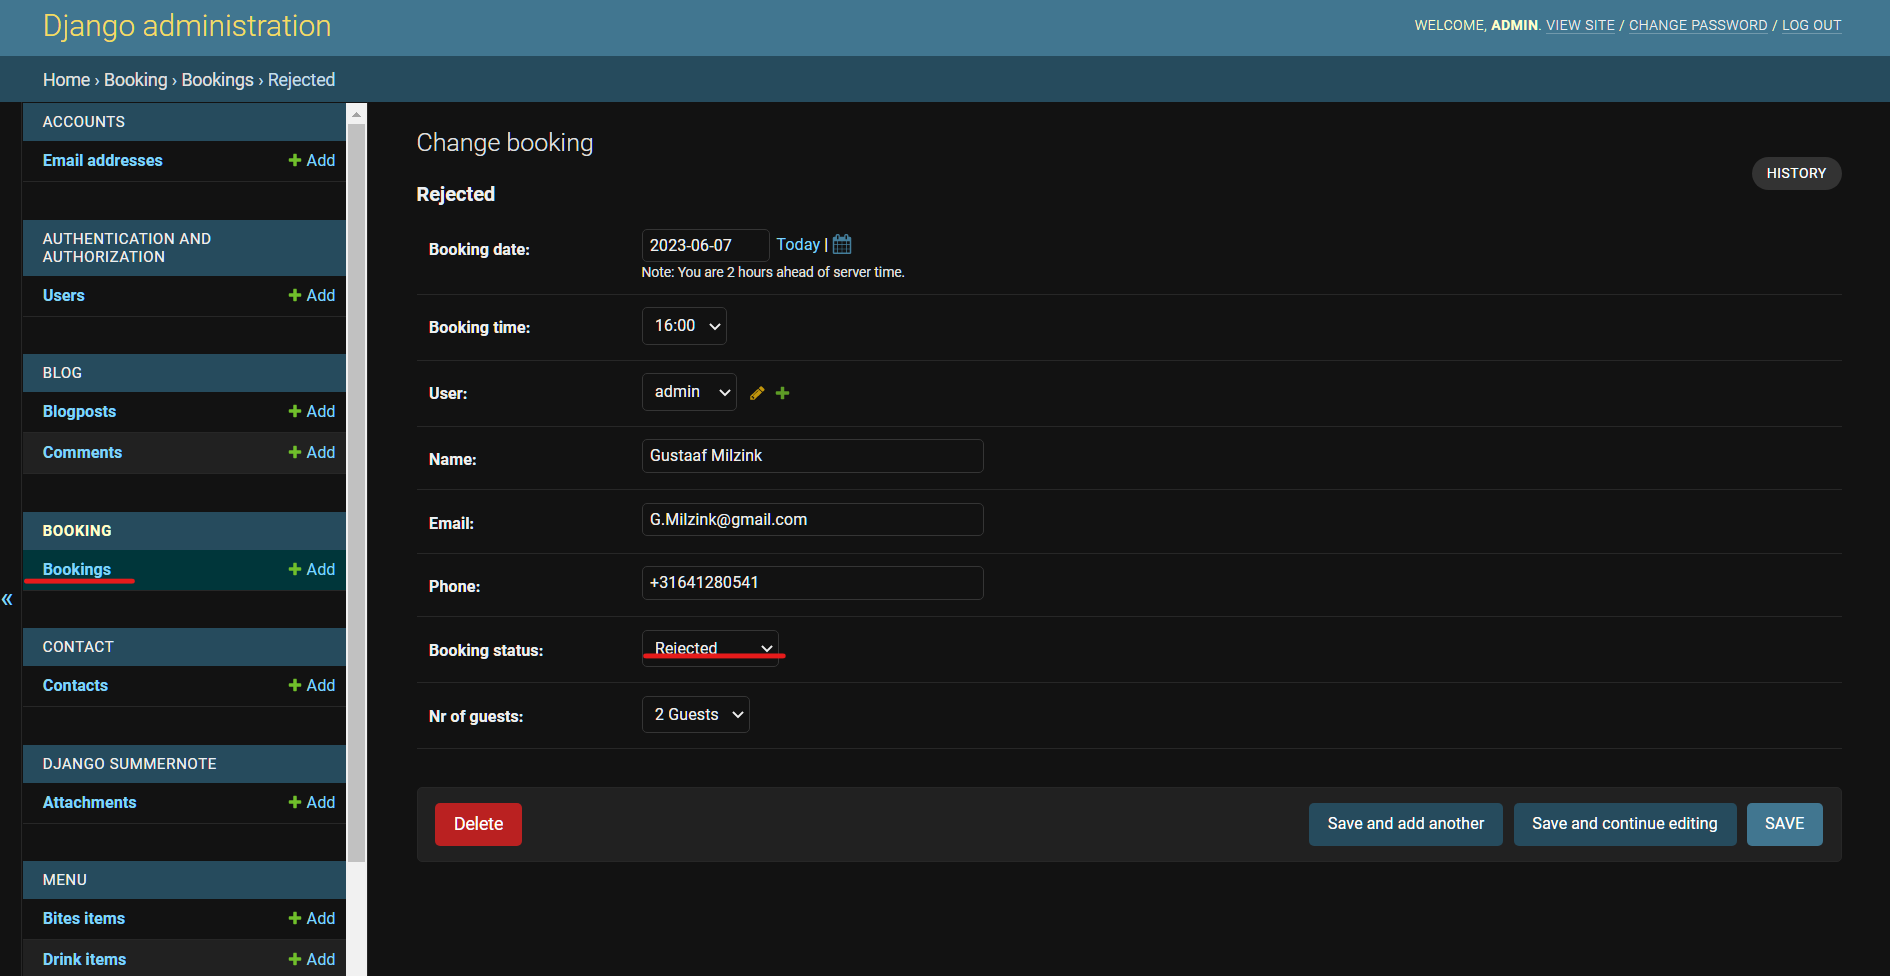 Django administration
WELCOME, ADMIN. VIEW SITE / CHANGE PASSWORD / LOG OUT
Home › Booking › Bookings › Rejected
ACCOUNTS
Email addresses
Add
AUTHENTICATION AND
AUTHORIZATION
Users
Add
BLOG
Blogposts
Add
Comments
Add
BOOKING
Bookings
Add
«
CONTACT
Contacts
Add
DJANGO SUMMERNOTE
Attachments
Add
MENU
Bites items
Add
Drink items
Add
Change booking
HISTORY
Rejected
Booking date:
2023-06-07
Today |
Note: You are 2 hours ahead of server time.
Booking time:
16:00
User:
admin
Name:
Gustaaf Milzink
Email:
G.Milzink@gmail.com
Phone:
+31641280541
Booking status:
Rejected
Nr of guests:
2 Guests
Delete
Save and add another
Save and continue editing
SAVE